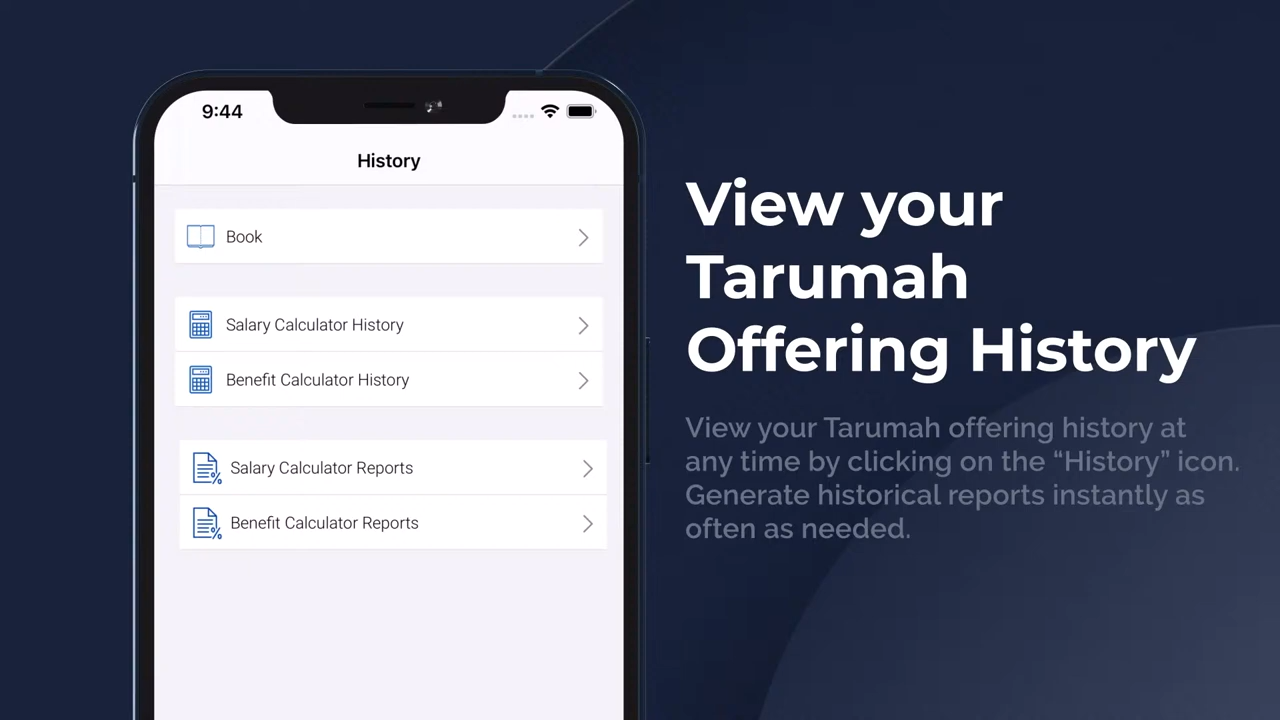 9:44
History
Book
Salary Calculator History
Benefit Calculator History
Salary Calculator Reports
Benefit Calculator Reports
View your
Tarumah
Offering History
View your Tarumah offering history at
any time by clicking on the “History” icon.
Generate historical reports instantly as
often as needed.